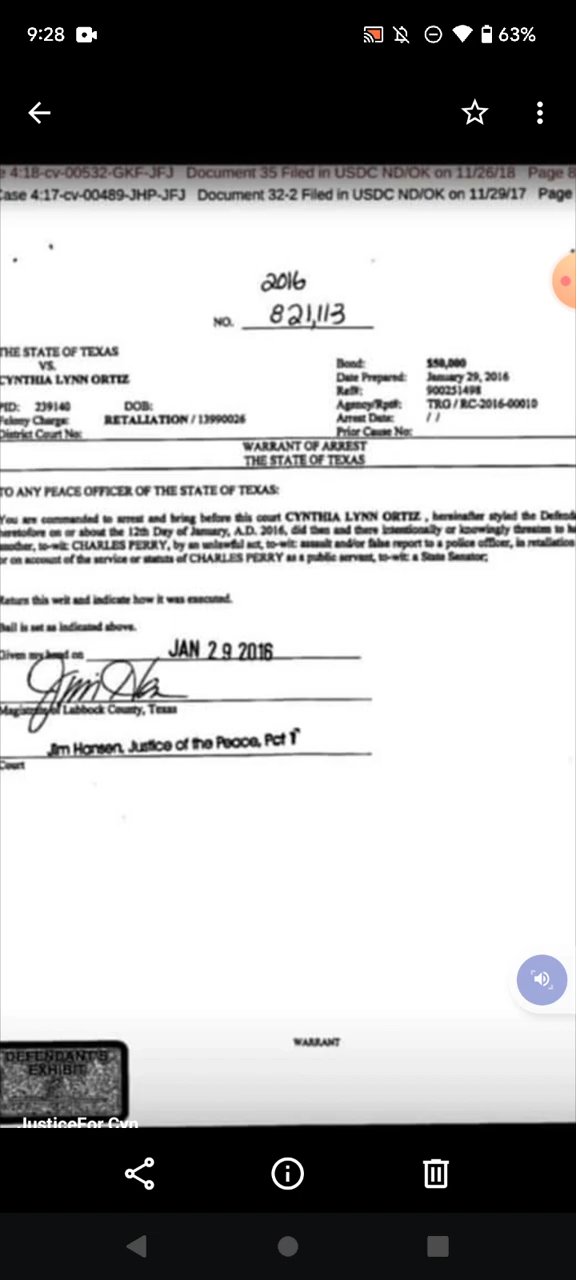 9:28
63%
e 4:18-cv-00532-GKF-JFJ Document 35 Filed in USDC ND/OK on 11/26/18 Page 8
Case 4:17-cv-00489-JHP-JFJ Document 32-2 Filed in USDC ND/OK on 11/29/17 Page
2016
NO. 821,113
THE STATE OF TEXAS
VS.
CYNTHIA LYNN ORTIZ
PID: 239140 DOB:
Felony Charge: RETALIATION / 13990026
District Court No:
Bond: $50,000
Date Prepared: January 29, 2016
Ref#: 900251498
Agency/Rpt#: TRG / RC-2016-00010
Arrest Date: / /
Prior Cause No:
WARRANT OF ARREST
THE STATE OF TEXAS
TO ANY PEACE OFFICER OF THE STATE OF TEXAS:
You are commanded to arrest and bring before this court CYNTHIA LYNN ORTIZ , hereinafter styled the Defend
heretofore on or about the 12th Day of January, A.D. 2016, did then and there intentionally or knowingly threaten to ha
another, to-wit: CHARLES PERRY, by an unlawful act, to-wit: assault and/or false report to a police officer, in retaliation
or on account of the service or statuts of CHARLES PERRY as a public servant, to-wit: a State Senator;
Return this writ and indicate how it was executed.
Bail is set as indicated above.
Given my hand on JAN 29 2016
Magistrate of Lubbock County, Texas
Jim Hansen, Justice of the Peace, Pct 1
Court
WARRANT
DEFENDANT'S
EXHIBIT
JusticeFor Cyn